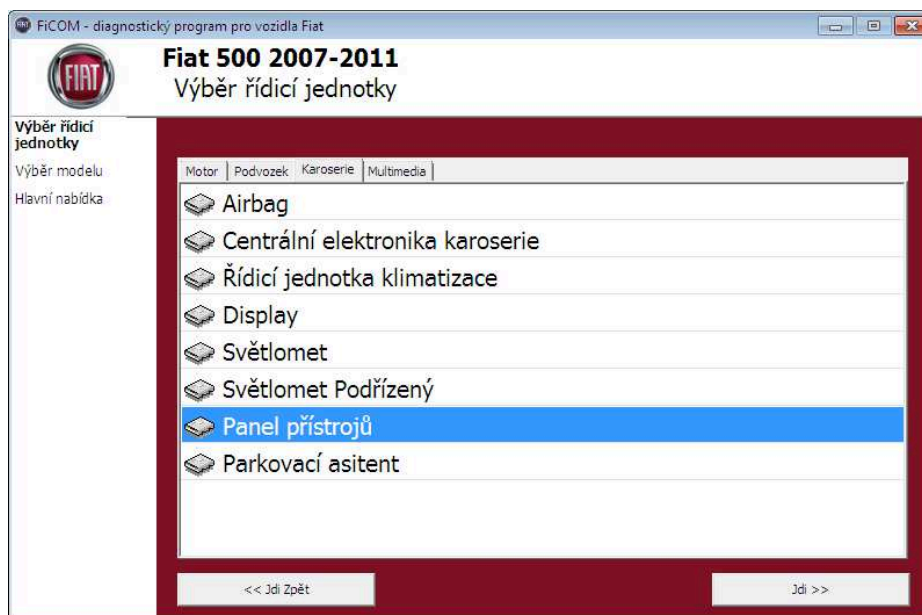 FiCOM - diagnostický program pro vozidla Fiat
FIAT
Fiat 500 2007-2011
Výběr řídicí jednotky
Výběr řídicí
jednotky
Výběr modelu
Hlavní nabídka
Motor Podvozek Karoserie Multimedia
Airbag
Centrální elektronika karoserie
Řídicí jednotka klimatizace
Display
Světlomet
Světlomet Podřízený
Panel přístrojů
Parkovací asitent
<< Jdi Zpět
Jdi >>